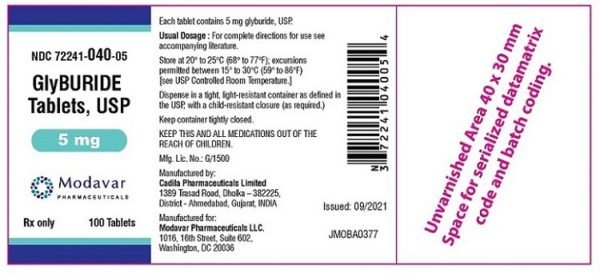 NDC 72241-040-05
GlyBURIDE
Tablets, USP
5 mg
Modavar
PHARMACEUTICALS
Rx only 100 Tablets
Each tablet contains 5 mg glyburide, USP.
Usual Dosage : For complete directions for use see
accompanying literature.
Store at 20° to 25°C (68° to 77°F); excursions
permitted between 15° to 30°C (59° to 86°F)
[see USP Controlled Room Temperature.]
Dispense in a tight, light-resistant container as defined in
the USP, with a child-resistant closure (as required.)
Keep container tightly closed.
KEEP THIS AND ALL MEDICATIONS OUT OF THE
REACH OF CHILDREN.
Mfg. Lic. No.: G/1500
Manufactured by:
Cadila Pharmaceuticals Limited
1389 Trasad Road, Dholka – 382225,
District - Ahmedabad, Gujarat, INDIA
Manufactured for:
Modavar Pharmaceuticals LLC.
1016, 16th Street, Suite 602,
Washington, DC 20036
N
3 72241 04005 4
Issued: 09/2021
JMOBA0377
Unvarnished Area 40 x 30 mm
Space for serialized datamatrix
code and batch coding.